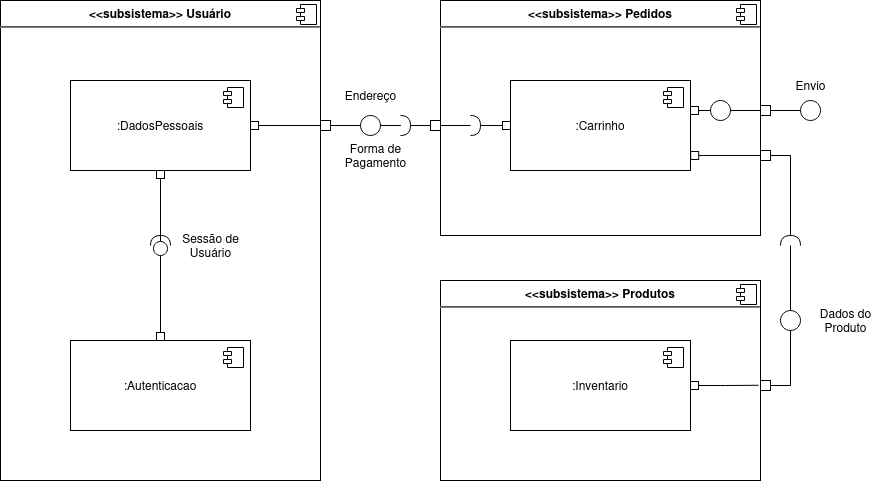 <<subsistema>> Usuário
<<subsistema>> Pedidos
:DadosPessoais
Endereço
Forma de
Pagamento
:Carrinho
Envio
Sessão de
Usuário
<<subsistema>> Produtos
Dados do
Produto
:Autenticacao
:Inventario